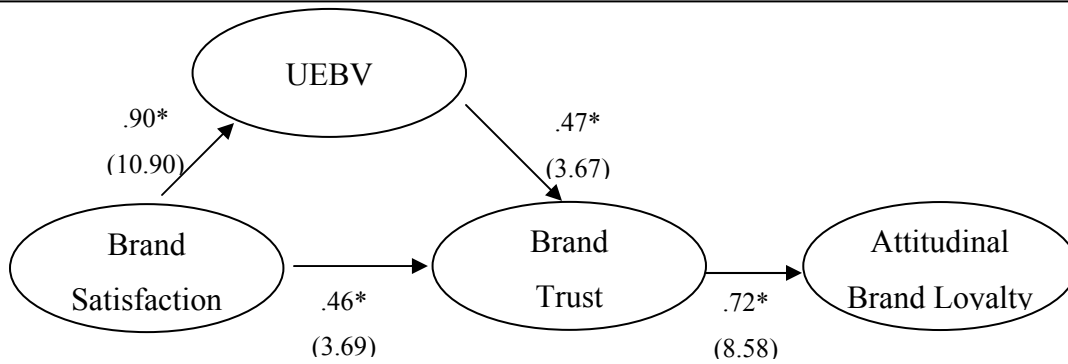 UEBV
.90*
(10.90)
.47*
(3.67)
Brand
Satisfaction
.46*
(3.69)
Brand
Trust
.72*
(8.58)
Attitudinal
Brand Loyalty